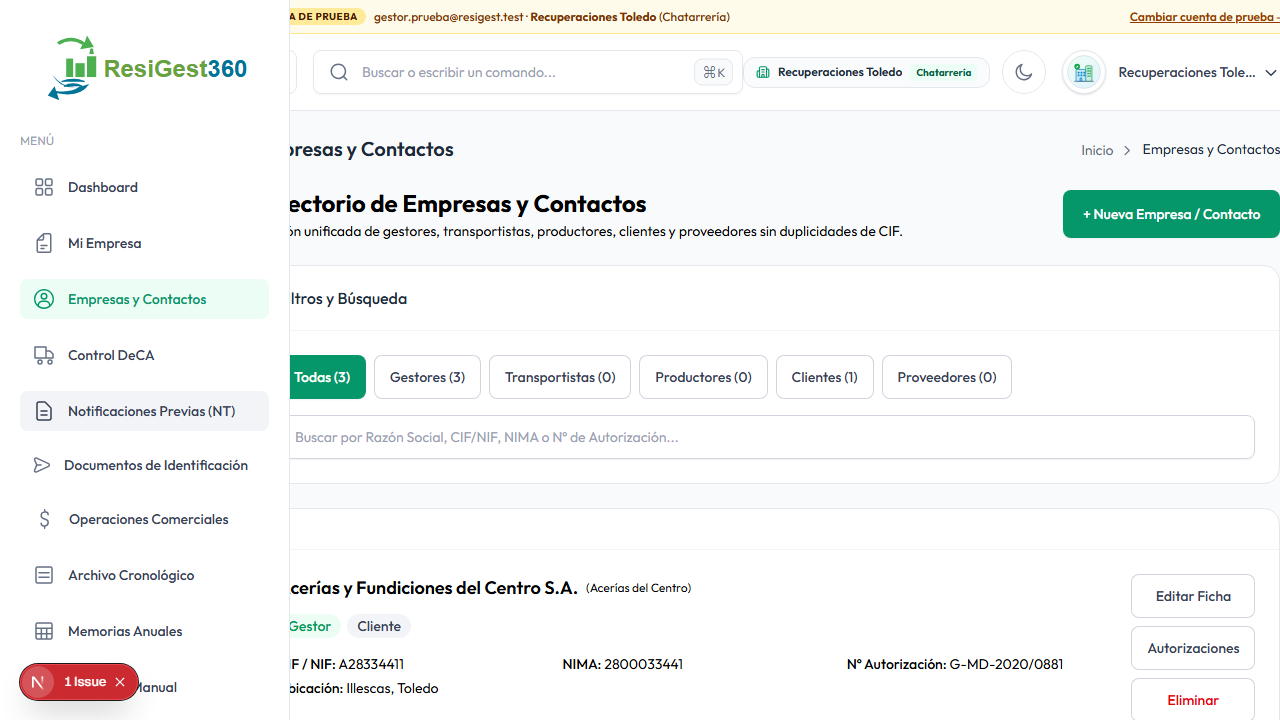 ResiGest360
MENÚ
Dashboard
Mi Empresa
Empresas y Contactos
Control DeCA
Notificaciones Previas (NT)
Documentos de Identificación
Operaciones Comerciales
Archivo Cronológico
Memorias Anuales
Manual
N 1 Issue
A DE PRUEBA gestor.prueba@resigest.test · Recuperaciones Toledo (Chatarrería)
Cambiar cuenta de prueba
Buscar o escribir un comando...
⌘K
Recuperaciones Toledo Chatarrería
Recuperaciones Tole...
presas y Contactos
Inicio > Empresas y Contactos
ectorio de Empresas y Contactos
ón unificada de gestores, transportistas, productores, clientes y proveedores sin duplicidades de CIF.
+ Nueva Empresa / Contacto
ltros y Búsqueda
Todas (3)
Gestores (3)
Transportistas (0)
Productores (0)
Clientes (1)
Proveedores (0)
Buscar por Razón Social, CIF/NIF, NIMA o Nº de Autorización...
cerías y Fundiciones del Centro S.A. (Acerías del Centro)
Gestor
Cliente
IF / NIF: A28334411
NIMA: 2800033441
Nº Autorización: G-MD-2020/0881
bicación: Illescas, Toledo
Editar Ficha
Autorizaciones
Eliminar